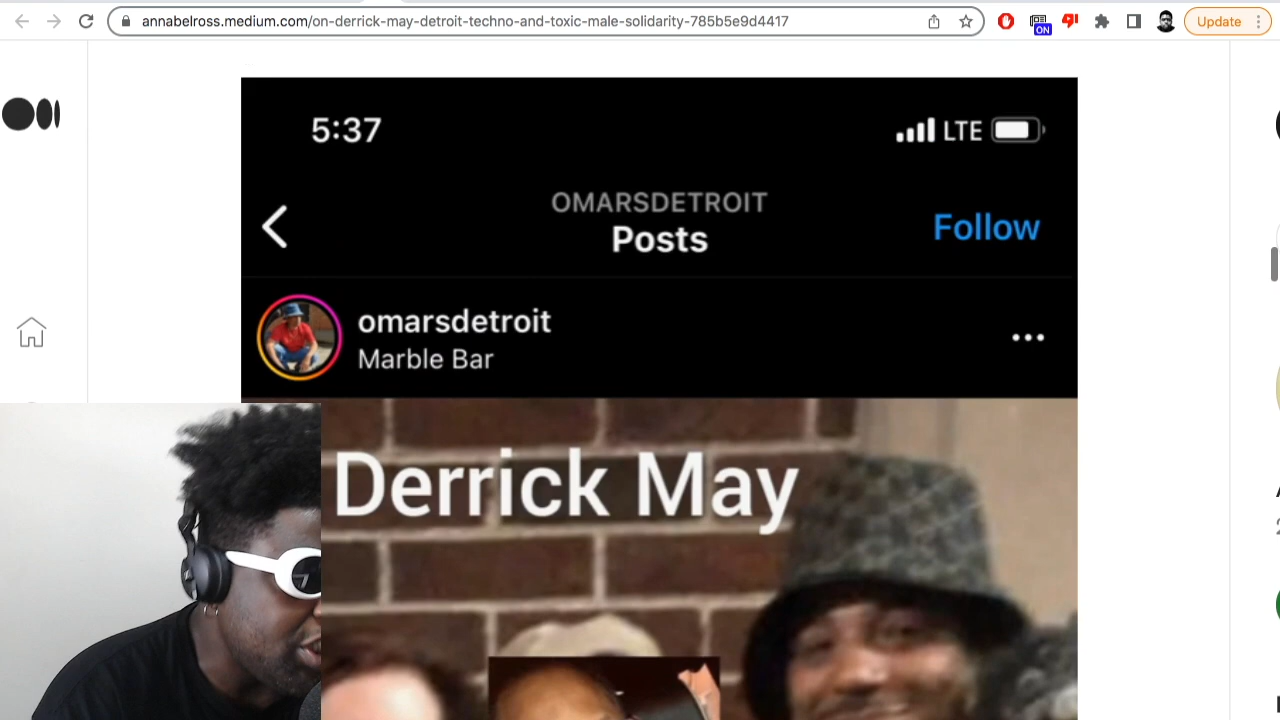 annabelross.medium.com/on-derrick-may-detroit-techno-and-toxic-male-solidarity-785b5e9d4417
ON
Update
5:37
LTE
OMARSDETROIT
Posts
Follow
omarsdetroit
Marble Bar
Derrick May